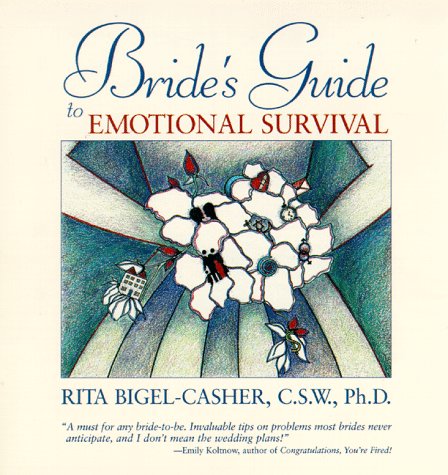 Bride's Guide
to EMOTIONAL SURVIVAL
RITA BIGEL-CASHER, C.S.W., Ph.D.
"A must for any bride-to-be. Invaluable tips on problems most brides never
anticipate, and I don't mean the wedding plans!"
—Emily Koltnow, author of Congratulations, You're Fired!